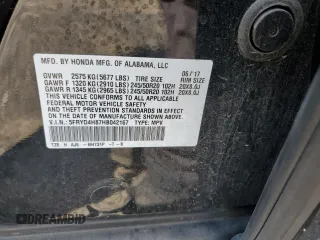 MFD. BY HONDA MFG. OF ALABAMA, LLC
GVWR 2575 KG (5677 LBS) TIRE SIZE 06/17 RIM SIZE
GAWR F 1320 KG (2910 LBS) 245/50R20 102H 20X8.0J
GAWR R 1345 KG (2965 LBS) 245/50R20 102H 20X8.0J
THIS VEHICLE CONFORMS TO ALL APPLICABLE
FEDERAL MOTOR VEHICLE SAFETY AND
THEFT PREVENTION STANDARDS IN EFFECT ON
THE DATE OF MANUFACTURE SHOWN ABOVE.
V.I.N.: 5FRYD4H87HB042167 TYPE: MPV
DREAMBID